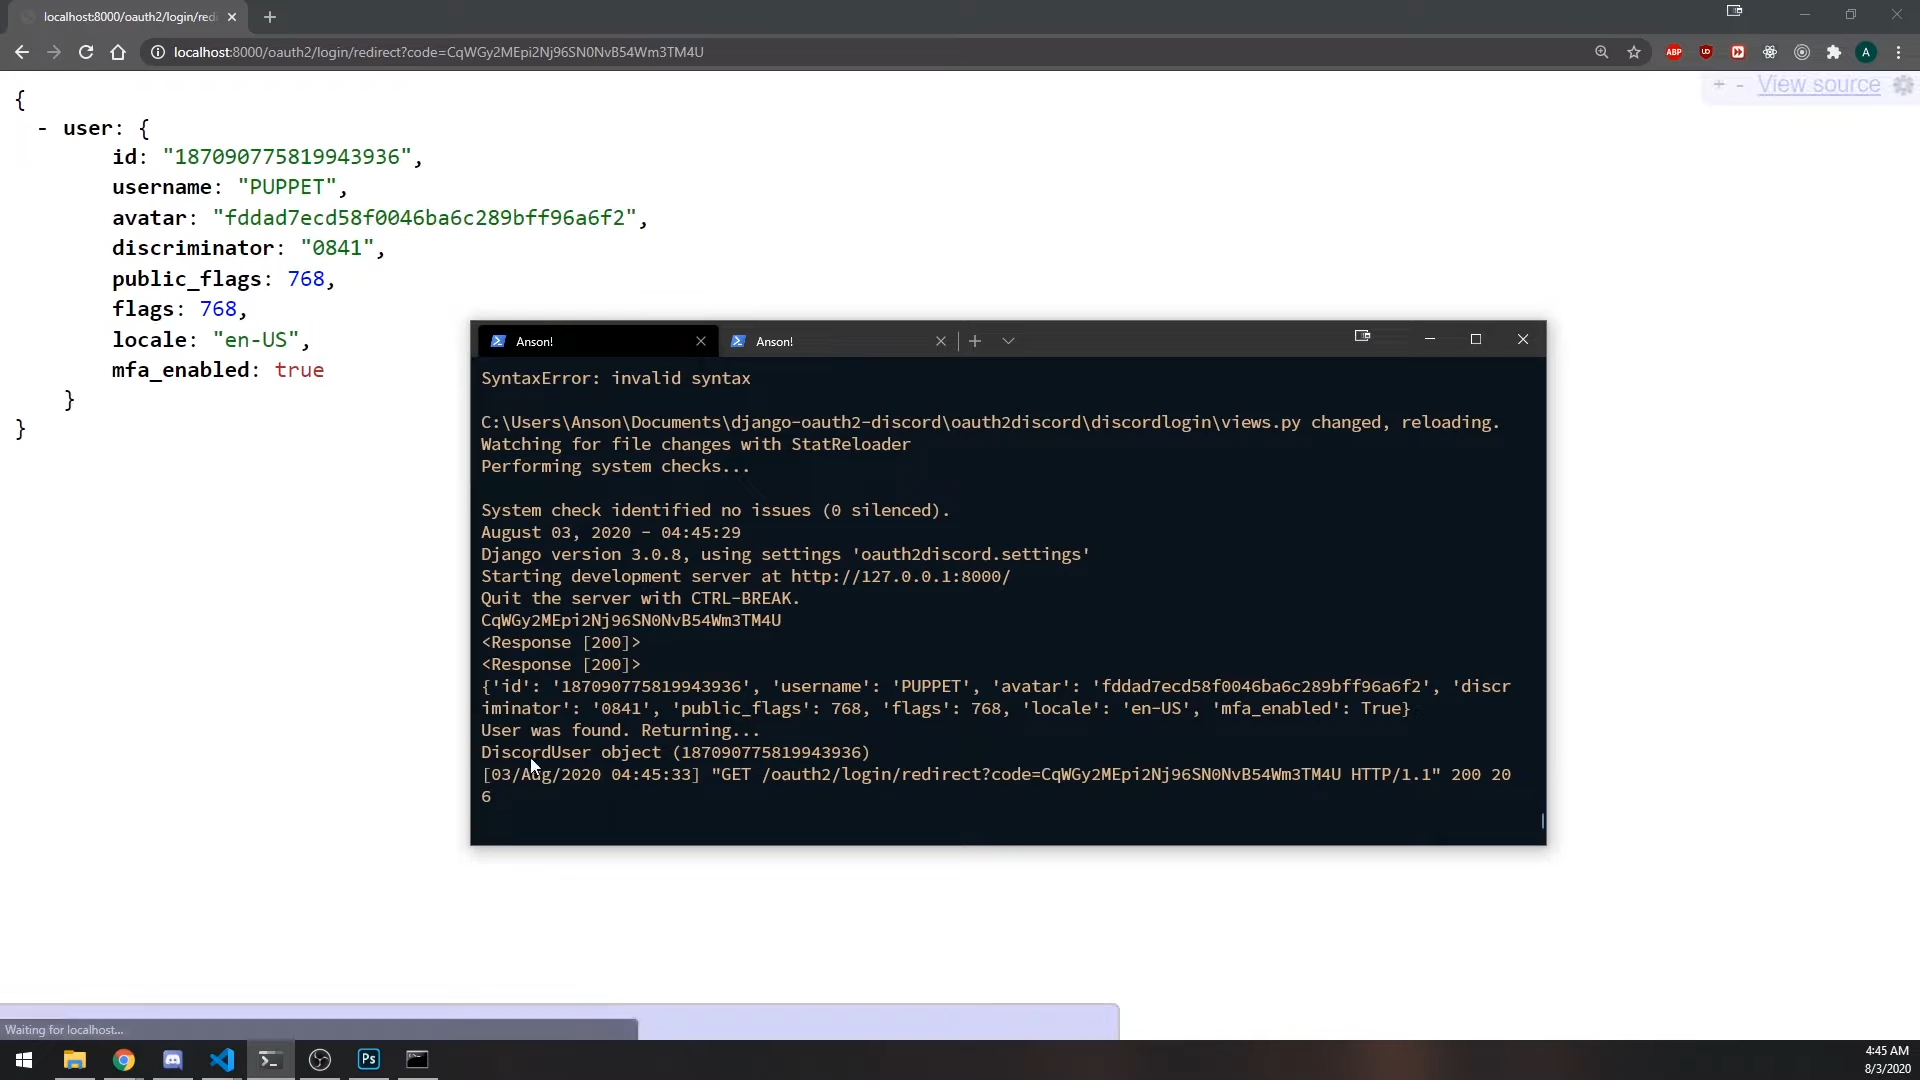 localhost:8000/oauth2/login/redi
localhost:8000/oauth2/login/redirect?code=CqWGy2MEpi2Nj96SN0NvB54Wm3TM4U
ABP
A
+ - View source
{
- user: {
id: "187090775819943936",
username: "PUPPET",
avatar: "fddad7ecd58f0046ba6c289bff96a6f2",
discriminator: "0841",
public_flags: 768,
flags: 768,
locale: "en-US",
mfa_enabled: true
}
}
Anson!
Anson!
SyntaxError: invalid syntax
C:\Users\Anson\Documents\django-oauth2-discord\oauth2discord\discordlogin\views.py changed, reloading.
Watching for file changes with StatReloader
Performing system checks...
System check identified no issues (0 silenced).
August 03, 2020 - 04:45:29
Django version 3.0.8, using settings 'oauth2discord.settings'
Starting development server at http://127.0.0.1:8000/
Quit the server with CTRL-BREAK.
CqWGy2MEpi2Nj96SN0NvB54Wm3TM4U
<Response [200]>
<Response [200]>
{'id': '187090775819943936', 'username': 'PUPPET', 'avatar': 'fddad7ecd58f0046ba6c289bff96a6f2', 'discr
iminator': '0841', 'public_flags': 768, 'flags': 768, 'locale': 'en-US', 'mfa_enabled': True}
User was found. Returning...
DiscordUser object (187090775819943936)
[03/Aug/2020 04:45:33] "GET /oauth2/login/redirect?code=CqWGy2MEpi2Nj96SN0NvB54Wm3TM4U HTTP/1.1" 200 20
6
Waiting for localhost...
Ps
4:45 AM
8/3/2020